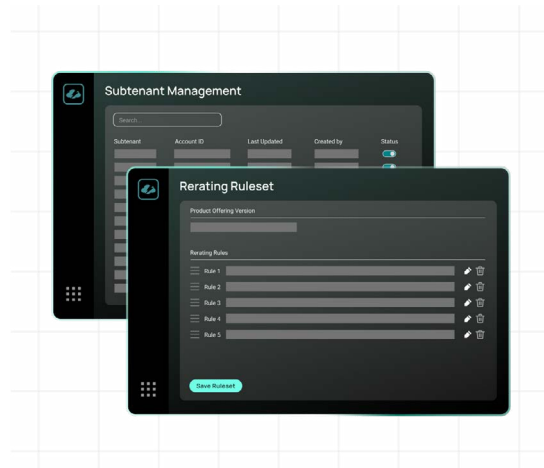 Subtenant Management
Search...
Subtenant Account ID Last Updated Created by Status
Rerating Ruleset
Product Offering Version
Rerating Rules
Rule 1
Rule 2
Rule 3
Rule 4
Rule 5
Save Ruleset